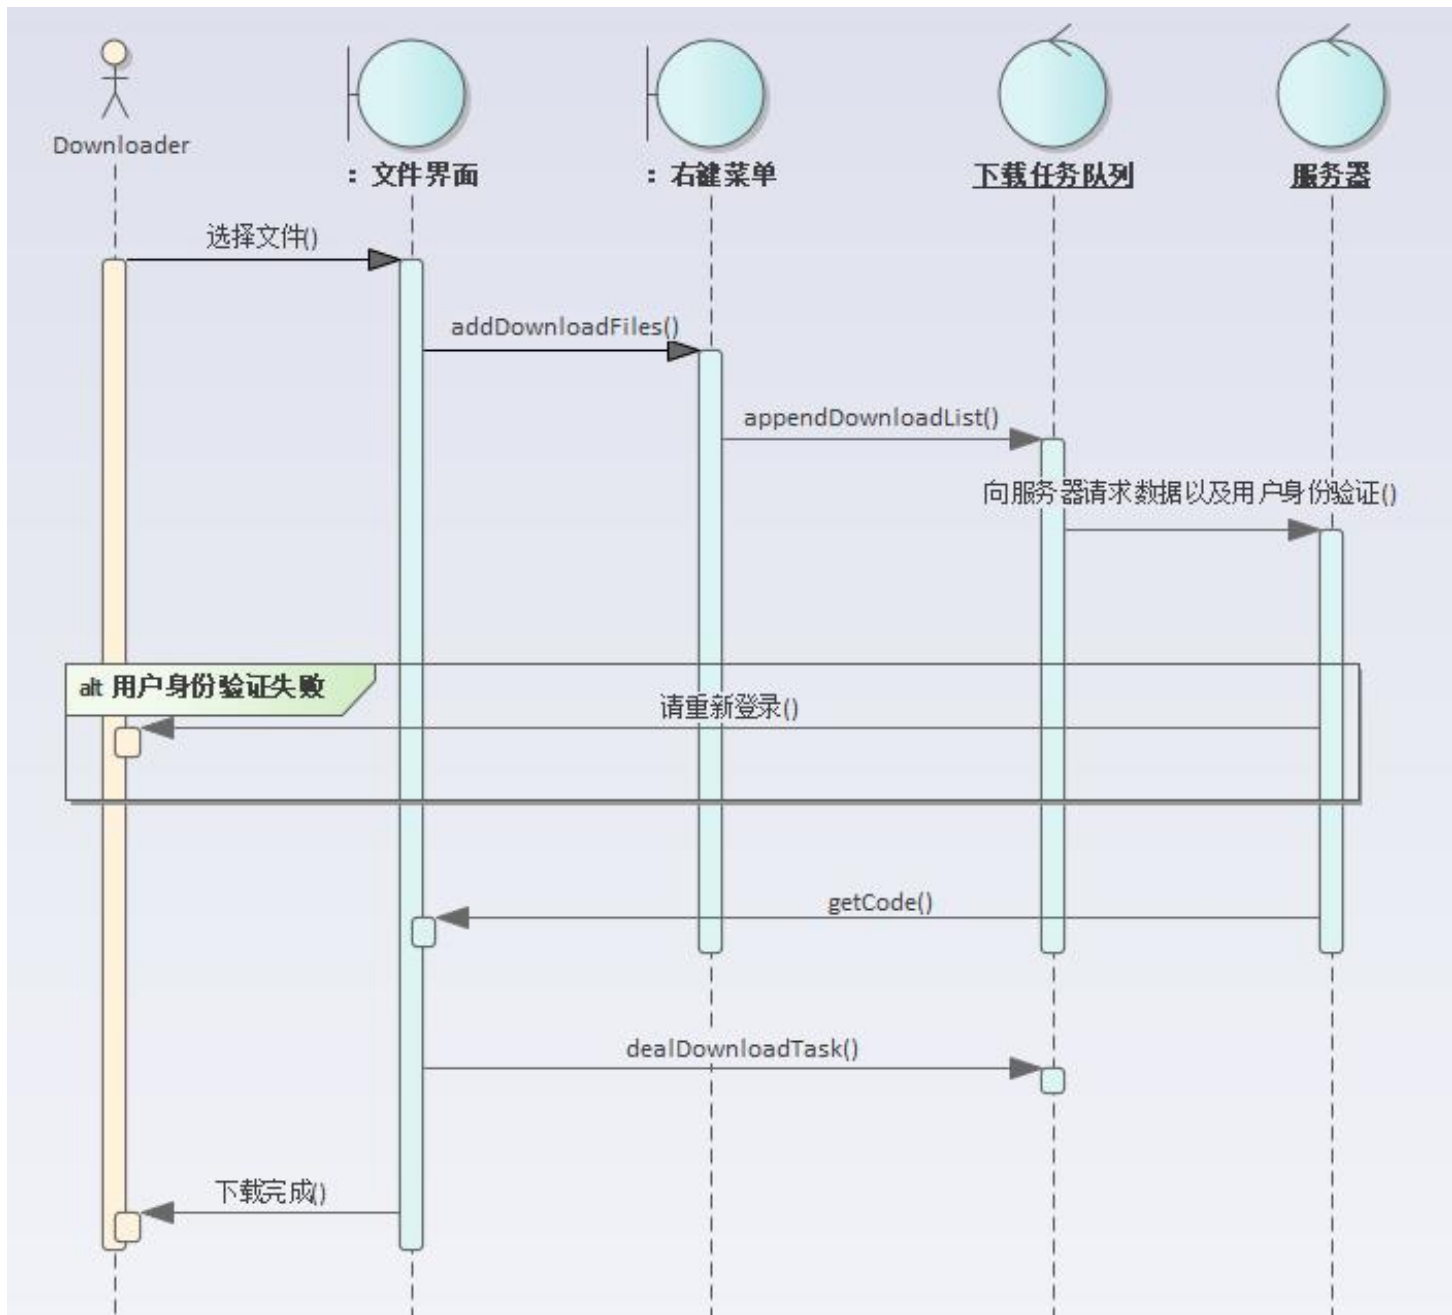 Downloader
：文件界面
：右键菜单
下载任务队列
服务器
选择文件()
addDownloadFiles()
appendDownloadList()
向服务器请求数据以及用户身份验证()
alt 用户身份验证失败
请重新登录()
getCode()
dealDownloadTask()
下载完成()